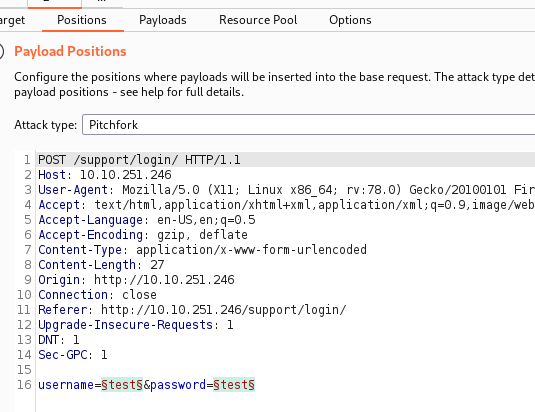 arget Positions Payloads Resource Pool Options
Payload Positions
Configure the positions where payloads will be inserted into the base request. The attack type det
payload positions - see help for full details.
Attack type: Pitchfork
1 POST /support/login/ HTTP/1.1
2 Host: 10.10.251.246
3 User-Agent: Mozilla/5.0 (X11; Linux x86_64; rv:78.0) Gecko/20100101 Fir
4 Accept: text/html,application/xhtml+xml,application/xml;q=0.9,image/web
5 Accept-Language: en-US,en;q=0.5
6 Accept-Encoding: gzip, deflate
7 Content-Type: application/x-www-form-urlencoded
8 Content-Length: 27
9 Origin: http://10.10.251.246
10 Connection: close
11 Referer: http://10.10.251.246/support/login/
12 Upgrade-Insecure-Requests: 1
13 DNT: 1
14 Sec-GPC: 1
15
16 username=§test§&password=§test§